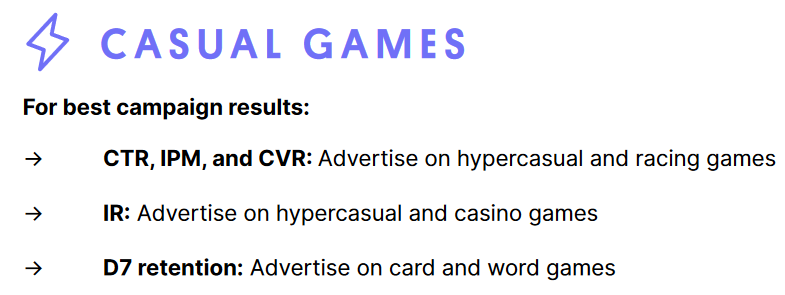 CASUAL GAMES
For best campaign results:
→ CTR, IPM, and CVR: Advertise on hypercasual and racing games
→ IR: Advertise on hypercasual and casino games
→ D7 retention: Advertise on card and word games